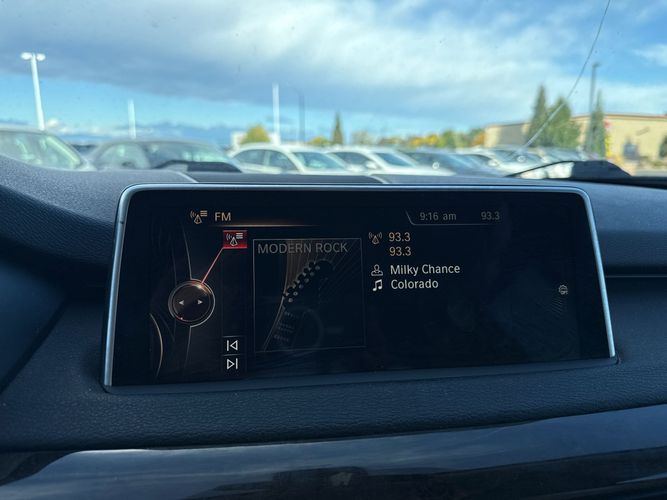 FM
9:16 am 93.3
MODERN ROCK
93.3
93.3
Milky Chance
Colorado